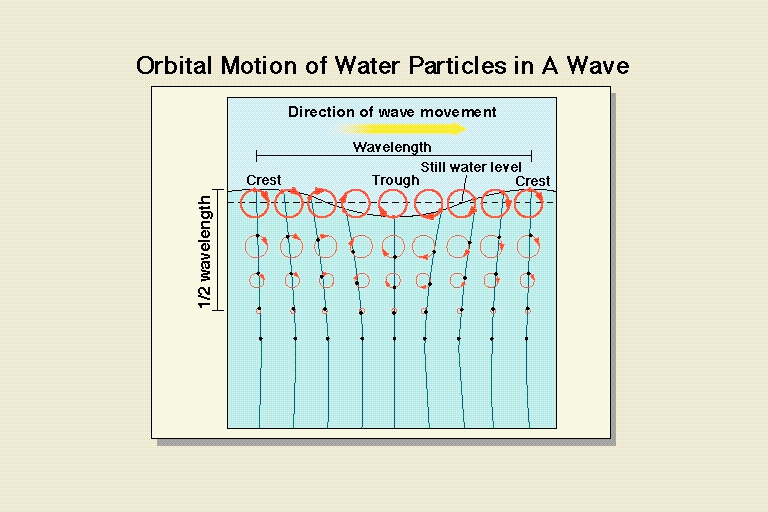 Orbital Motion of Water Particles in A Wave
Direction of wave movement
Wavelength
Still water level
Crest
Trough
Crest
1/2 wavelength